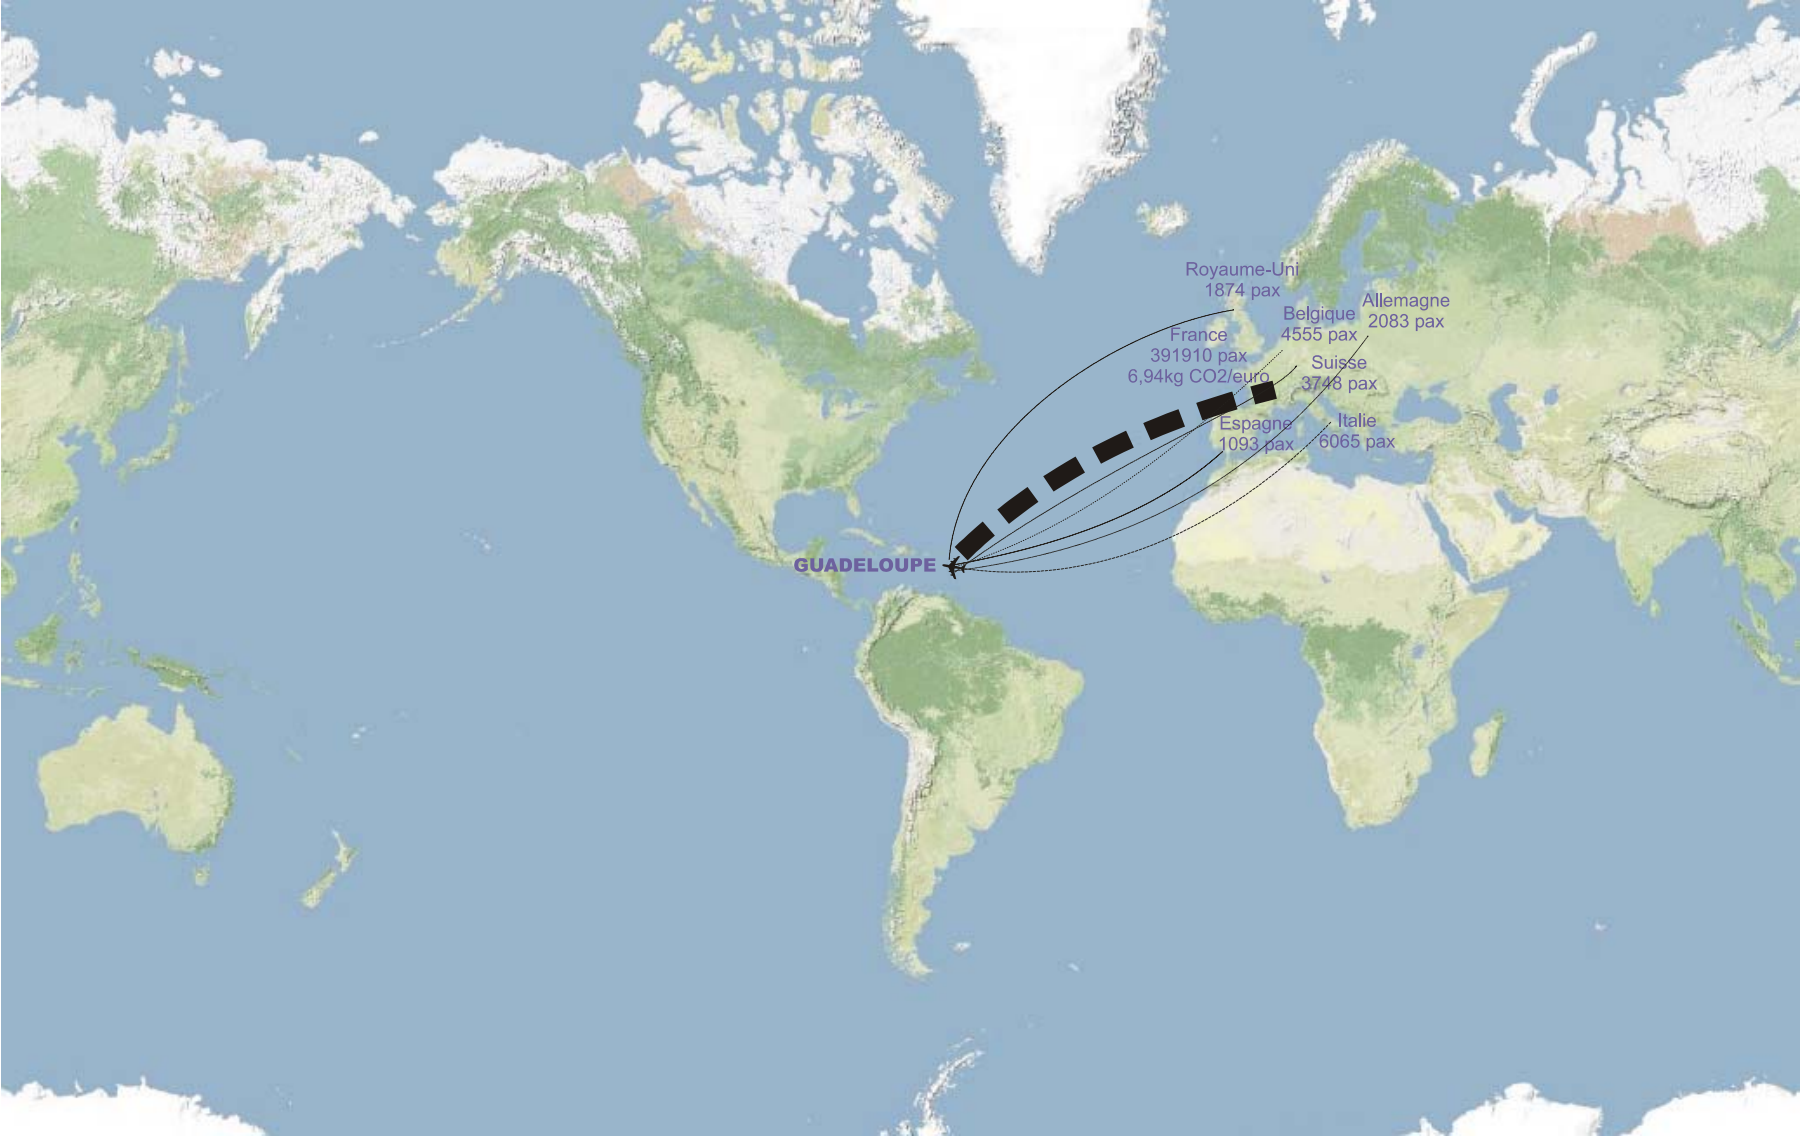 Royaume-Uni
1874 pax
Allemagne
2083 pax
Belgique
4555 pax
France
391910 pax
6,94kg CO2/euro
Suisse
3748 pax
Espagne
1093 pax
Italie
6065 pax
GUADELOUPE